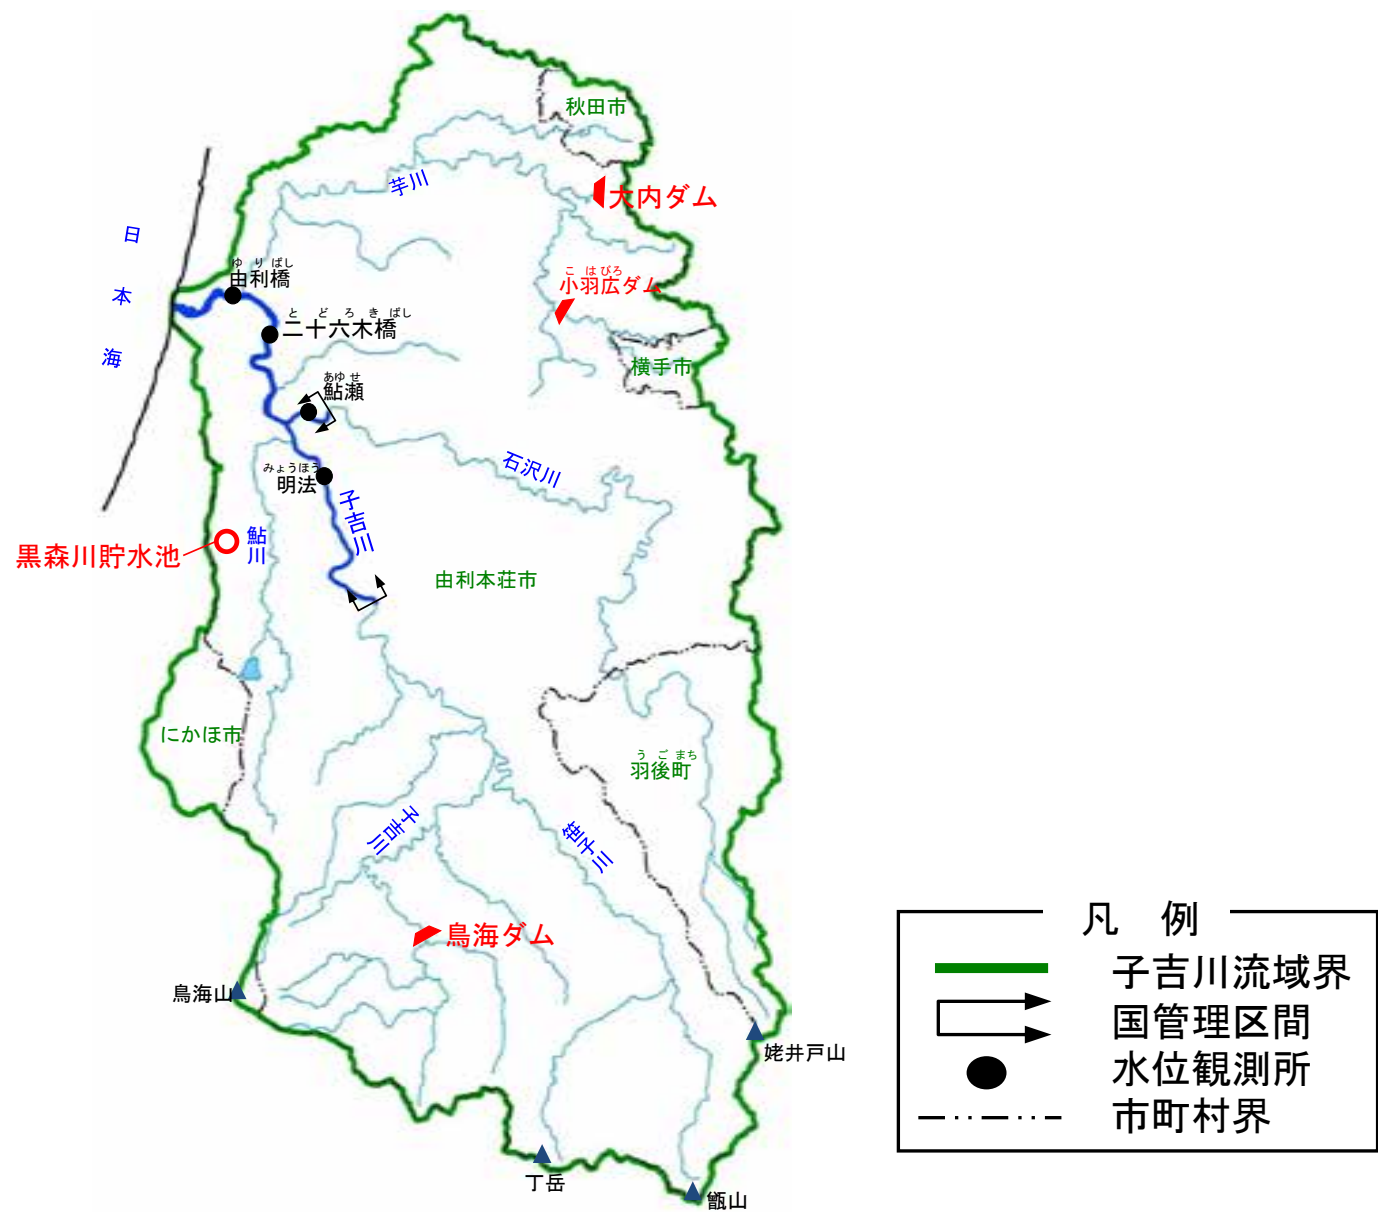 秋田市
芋川
大内ダム
日本海
ゆりばし
由利橋
こはびろ
小羽広ダム
とどろきばし
二十六木橋
横手市
あゆせ
鮎瀬
石沢川
みょうほう
明法
子吉川
鮎川
黒森川貯水池
由利本荘市
にかほ市
うごまち
羽後町
子吉川
笹子川
鳥海ダム
鳥海山
姥井戸山
丁岳
甑山
凡 例
子吉川流域界
国管理区間
水位観測所
市町村界